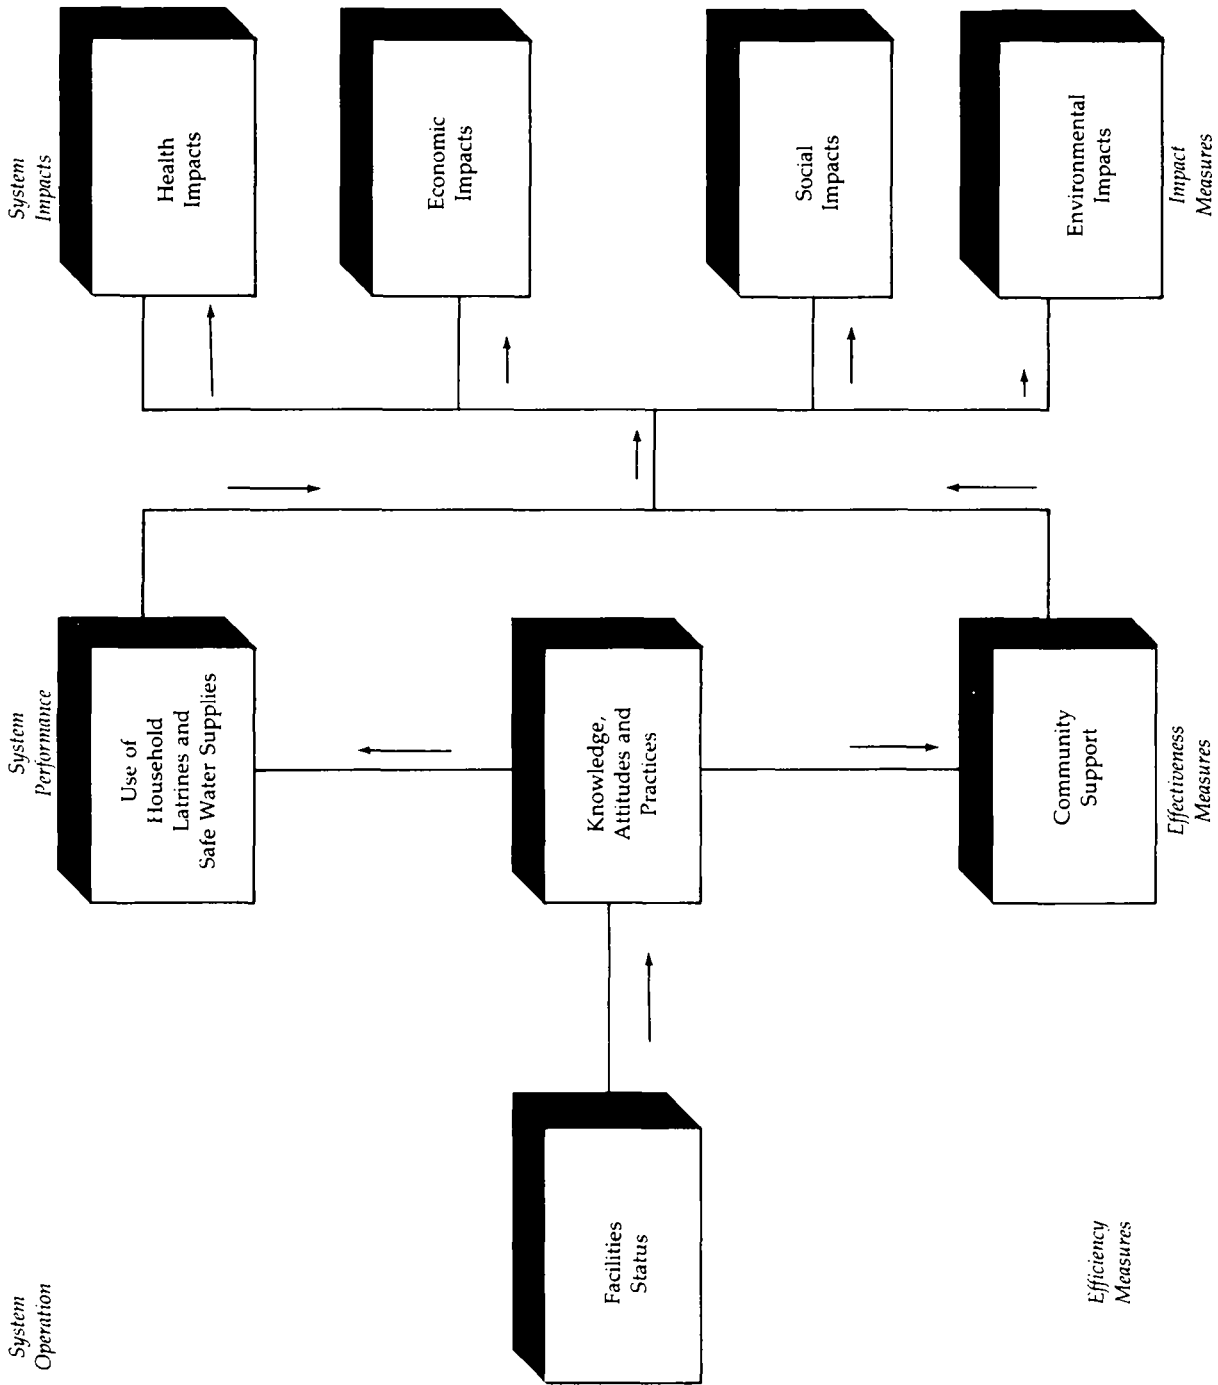 System
Operation
Facilities
Status
Efficiency
Measures
System
Performance
Use of
Household
Latrines and
Safe Water Supplies
Knowledge,
Attitudes and
Practices
Community
Support
Effectiveness
Measures
System
Impacts
Health
Impacts
Economic
Impacts
Social
Impacts
Environmental
Impacts
Impact
Measures